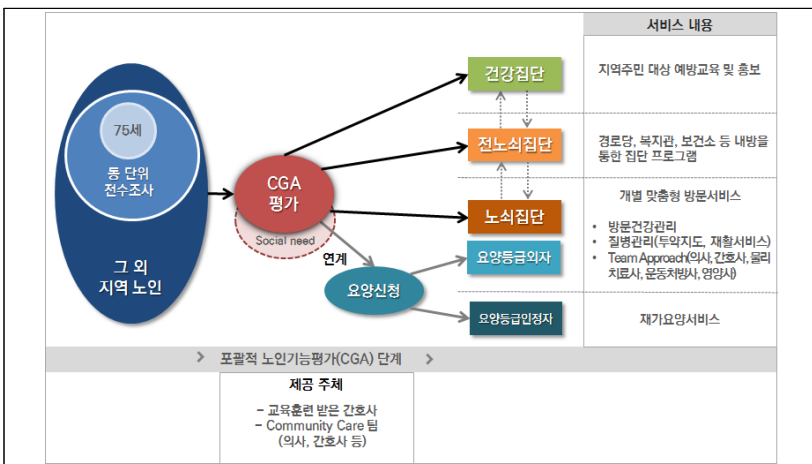 서비스 내용
건강집단
지역주민 대상 예방교육 및 홍보
75세
통 단위
전수조사
그 외
지역 노인
CGA
평가
Social need
연계
요양신청
전노쇠집단
경로당, 복지관, 보건소 등 내방을
통한 집단 프로그램
노쇠집단
요양등급외자
개별 맞춤형 방문서비스
• 방문건강관리
• 질병관리(투약지도, 재활서비스)
• Team Approach(의사, 간호사, 물리
치료사, 운동처방사, 영양사)
요양등급인정자
재가요양서비스
> 포괄적 노인기능평가(CGA) 단계 >
제공 주체
– 교육훈련 받은 간호사
– Community Care 팀
(의사, 간호사 등)